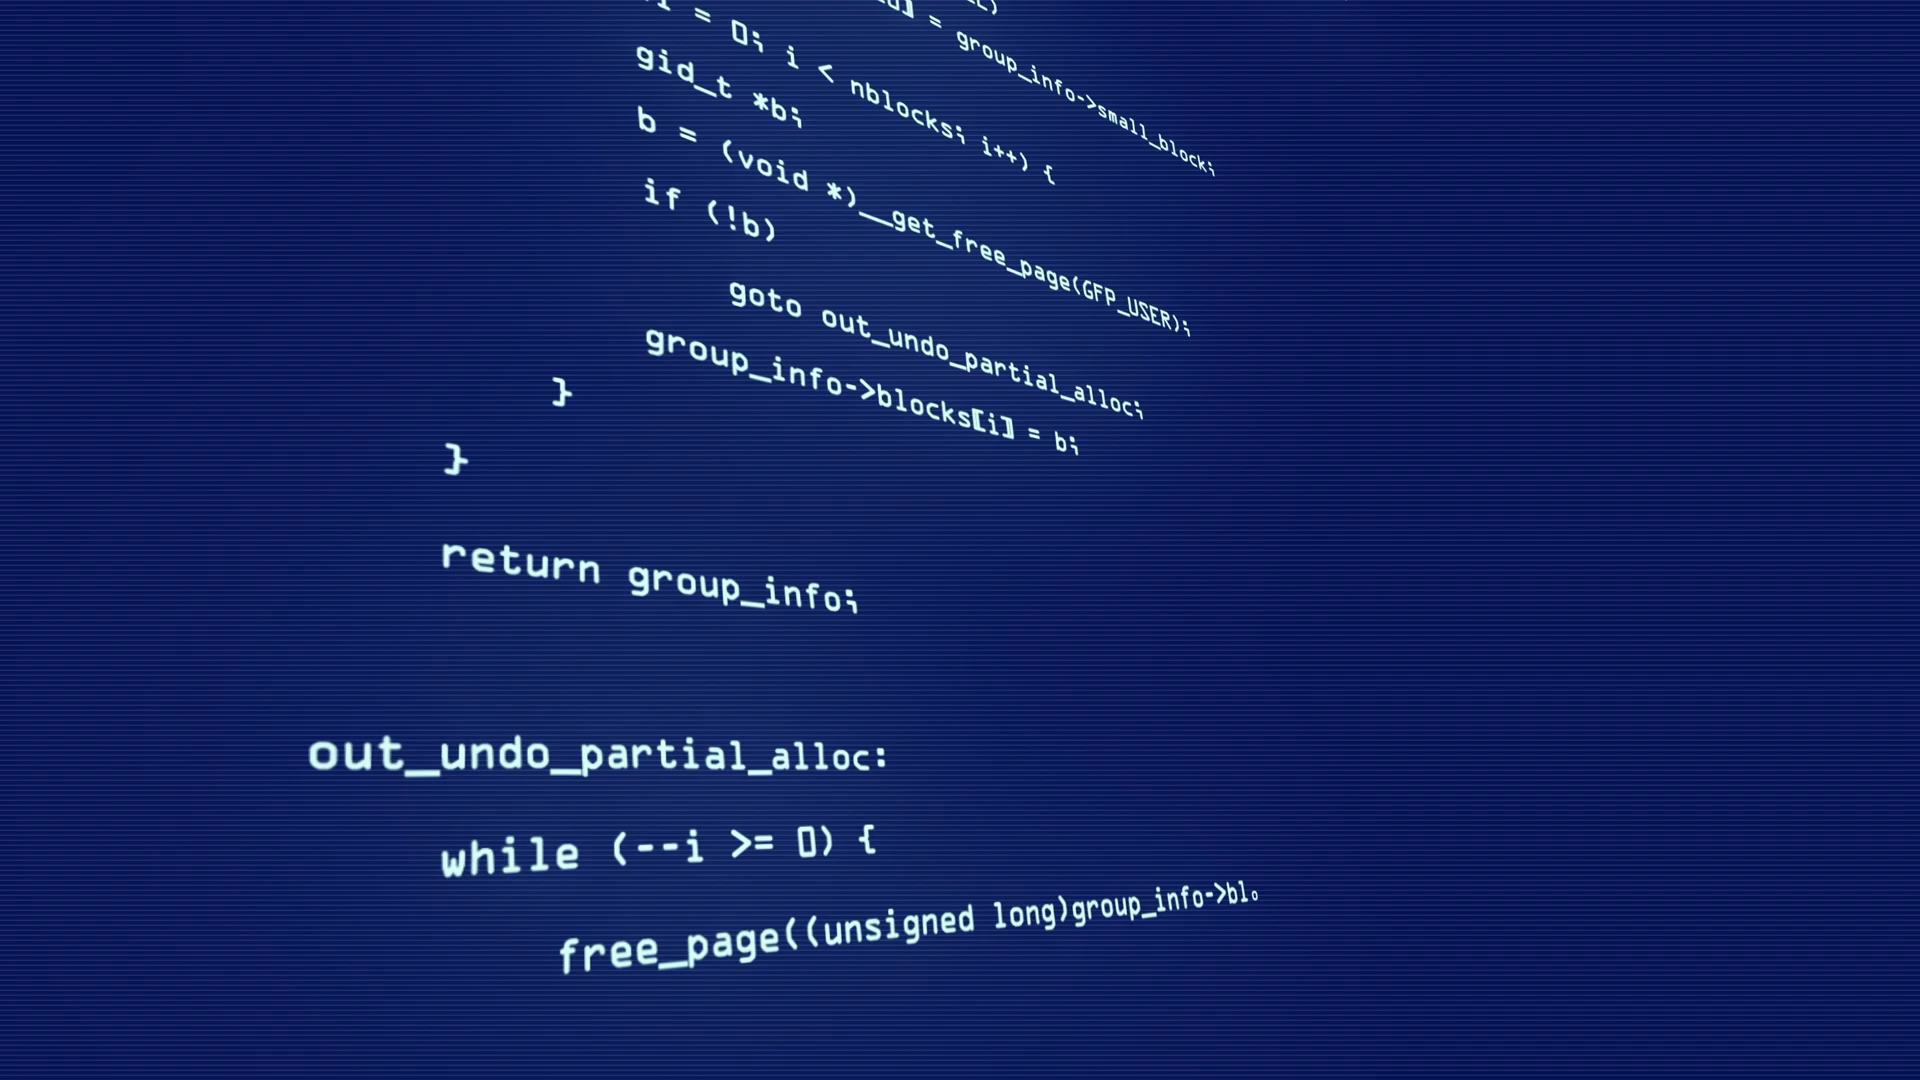 = group_info->small_block;
= 0; i < nblocks; i++) {
gid_t *b;
b = (void *)__get_free_page(GFP_USER);
if (!b)
goto out_undo_partial_alloc;
group_info->blocks[i] = b;
}
}
return group_info;
out_undo_partial_alloc:
while (--i >= 0) {
free_page((unsigned long)group_info->blo